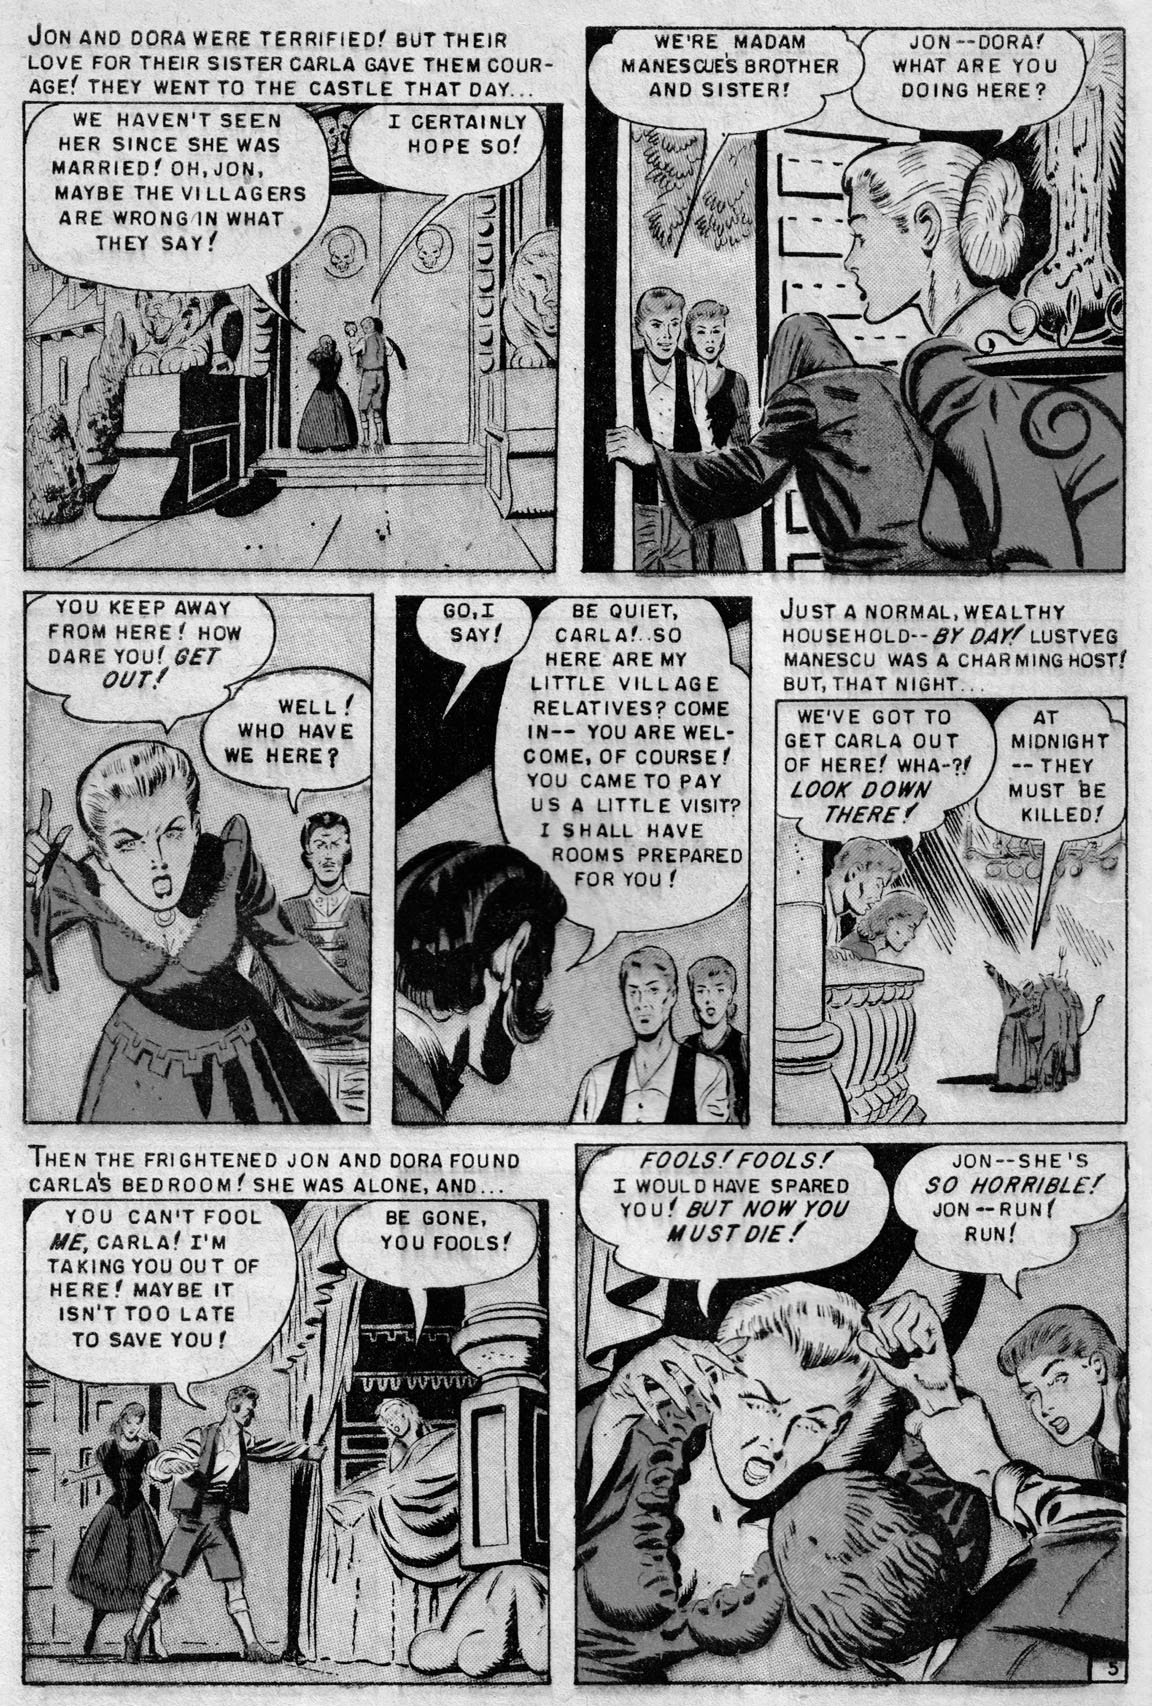 JON AND DORA WERE TERRIFIED! BUT THEIR
LOVE FOR THEIR SISTER CARLA GAVE THEM COUR-
AGE! THEY WENT TO THE CASTLE THAT DAY...
WE HAVEN'T SEEN
HER SINCE SHE WAS
MARRIED! OH, JON,
MAYBE THE VILLAGERS
ARE WRONG IN WHAT
THEY SAY!
I CERTAINLY
HOPE SO!
WE'RE MADAM
MANESCUE'S BROTHER
AND SISTER!
JON--DORA!
WHAT ARE YOU
DOING HERE?
YOU KEEP AWAY
FROM HERE! HOW
DARE YOU! GET
OUT!
WELL!
WHO HAVE
WE HERE?
GO, I
SAY!
BE QUIET,
CARLA!..SO
HERE ARE MY
LITTLE VILLAGE
RELATIVES? COME
IN-- YOU ARE WEL-
COME, OF COURSE!
YOU CAME TO PAY
US A LITTLE VISIT?
I SHALL HAVE
ROOMS PREPARED
FOR YOU!
JUST A NORMAL, WEALTHY
HOUSEHOLD--BY DAY! LUSTVEG
MANESCU WAS A CHARMING HOST!
BUT, THAT NIGHT...
WE'VE GOT TO
GET CARLA OUT
OF HERE! WHA-?!
LOOK DOWN
THERE!
AT
MIDNIGHT
-- THEY
MUST BE
KILLED!
THEN THE FRIGHTENED JON AND DORA FOUND
CARLA'S BEDROOM! SHE WAS ALONE, AND...
YOU CAN'T FOOL
ME, CARLA! I'M
TAKING YOU OUT OF
HERE! MAYBE IT
ISN'T TOO LATE
TO SAVE YOU!
BE GONE,
YOU FOOLS!
FOOLS! FOOLS!
I WOULD HAVE SPARED
YOU! BUT NOW YOU
MUST DIE!
JON--SHE'S
SO HORRIBLE!
JON--RUN!
RUN!
5